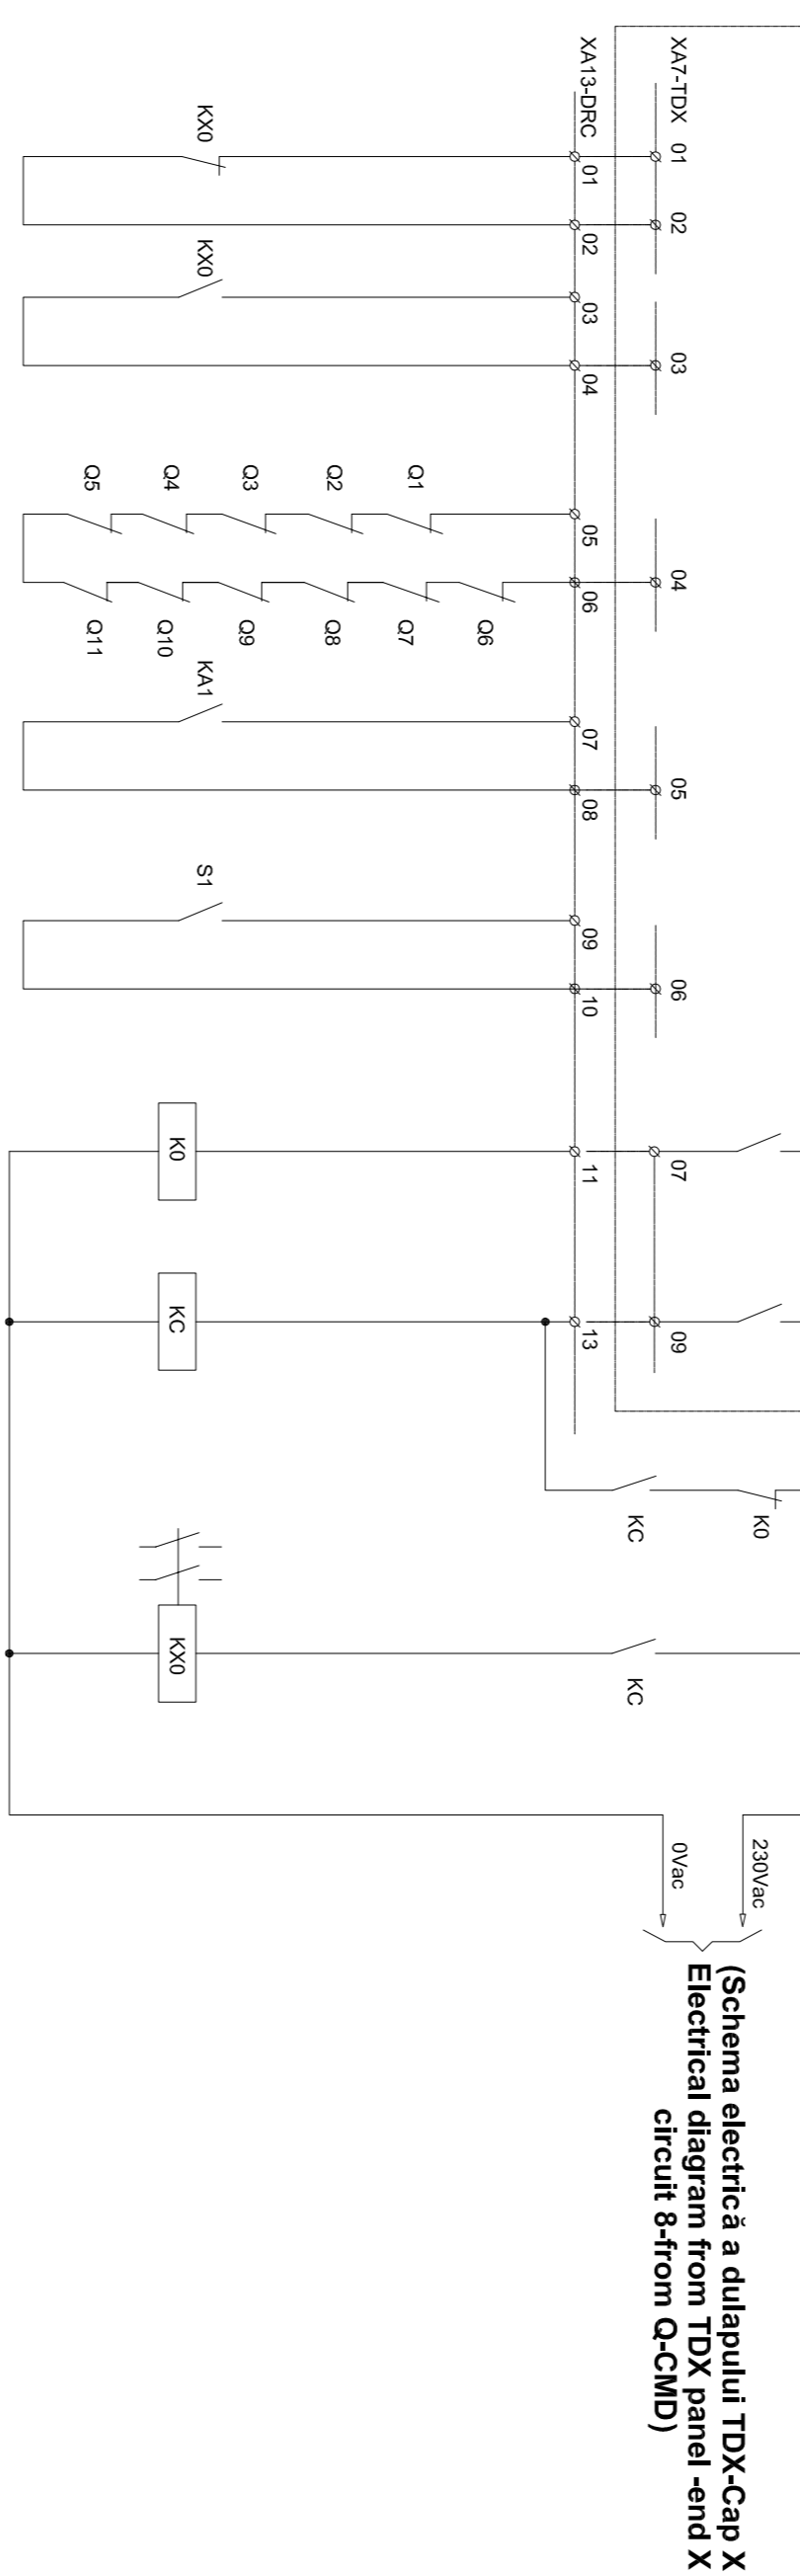 XA7-TDX
01
02
03
04
05
06
07
09
XA13-DRC
01
02
03
04
05
06
07
08
09
10
11
13
K0
KC
KC
Q1
Q2
Q3
Q4
Q5
Q6
Q7
Q8
Q9
Q10
Q11
KX0
KX0
KA1
S1
K0
KC
KX0
230Vac
0Vac
(Schema electrică a dulapului TDX-Cap X
Electrical diagram from TDX panel -end X
circuit 8-from Q-CMD)